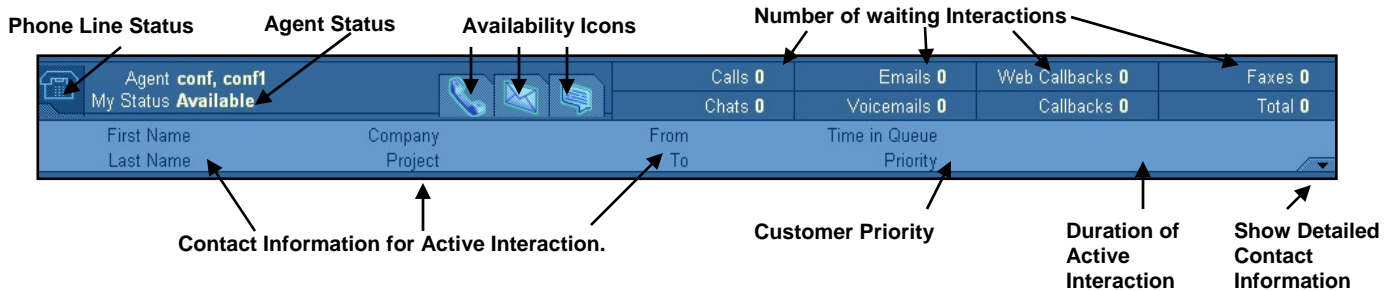 Phone Line Status
Agent Status
Availability Icons
Number of waiting Interactions
Agent conf, conf1
My Status Available
Calls 0
Emails 0
Web Callbacks 0
Faxes 0
Chats 0
Voicemails 0
Callbacks 0
Total 0
First Name
Company
From
Time in Queue
Last Name
Project
To
Priority
Contact Information for Active Interaction.
Customer Priority
Duration of
Active
Interaction
Show Detailed
Contact
Information